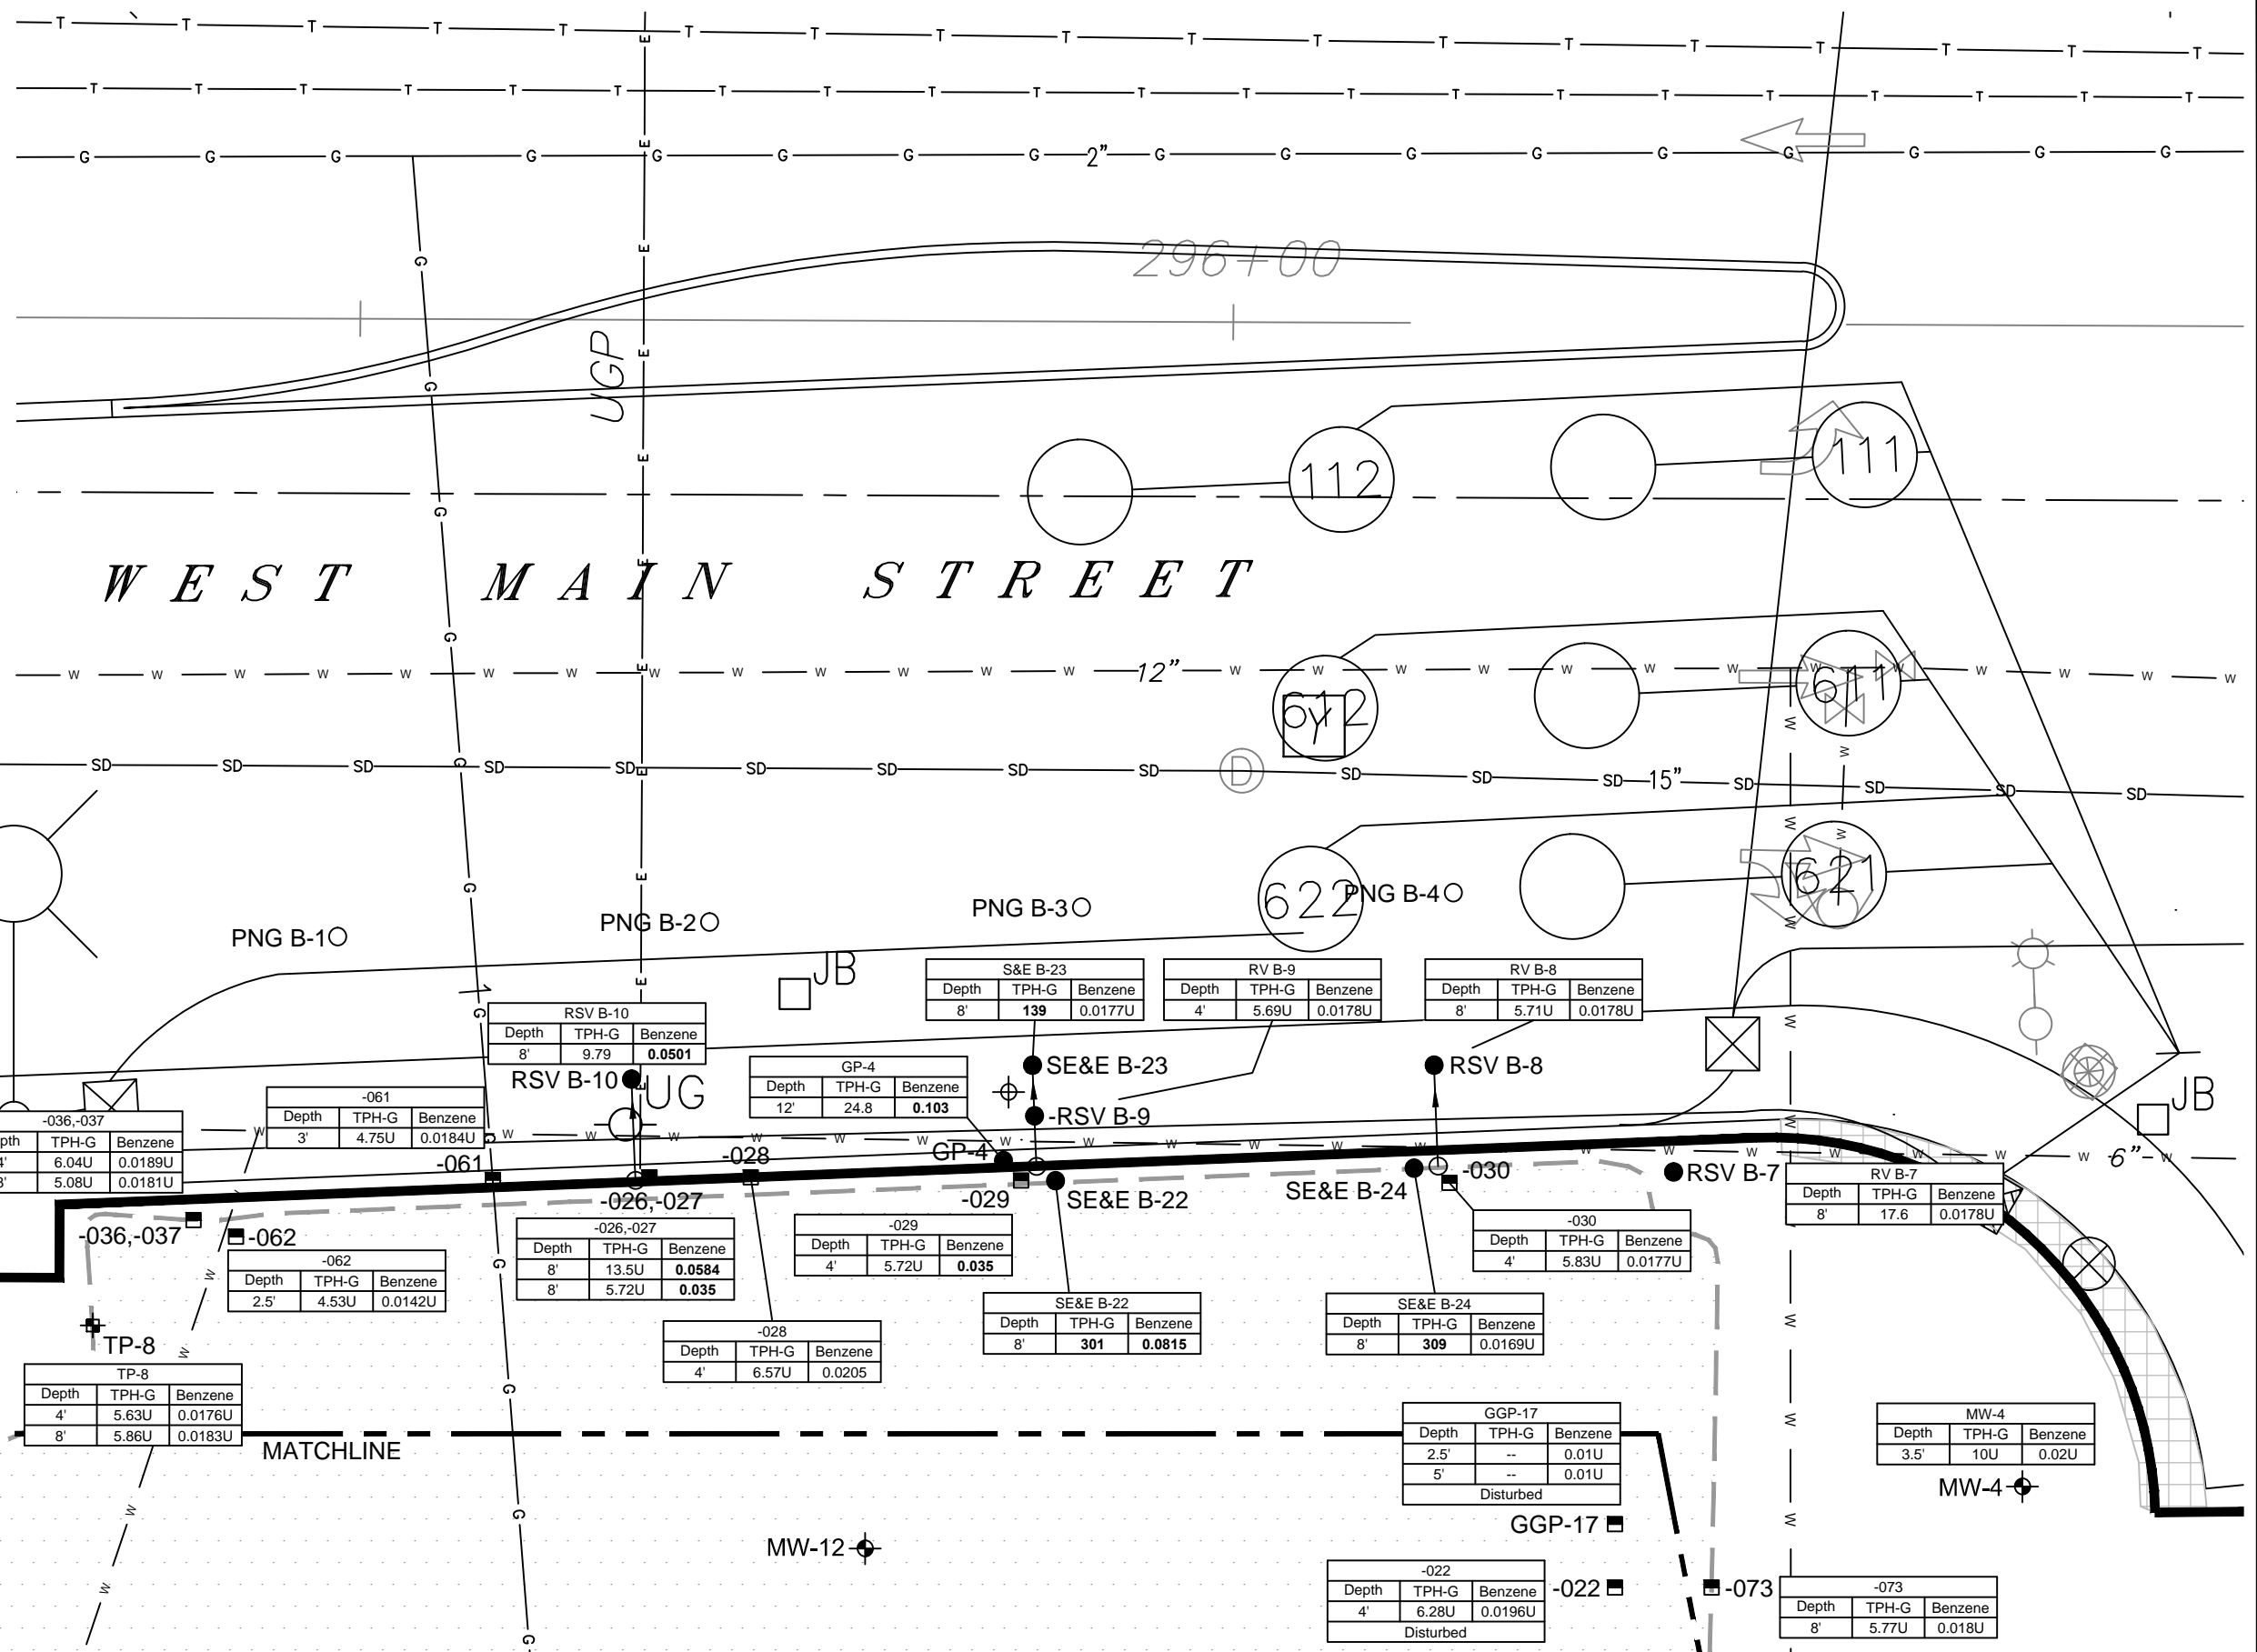 T T T T T T T T T T T T T T T T T T
T T T T T T T T T T T T T T T T T T T T T
G G G G G G G G 2" G G G G G G G G G
296+00
UGP
112
111
WEST MAIN STREET
W W W W W W W W W W W W W 12" W W W W W W W W W W W W W
612
Y
611
SD SD SD SD SD SD SD SD SD D SD SD SD 15" SD SD SD SD
622
621
PNG B-1
PNG B-2
PNG B-3
PNG B-4
JB
S&E B-23
Depth TPH-G Benzene
8' 139 0.0177U
RV B-9
Depth TPH-G Benzene
4' 5.69U 0.0178U
RV B-8
Depth TPH-G Benzene
8' 5.71U 0.0178U
RSV B-10
Depth TPH-G Benzene
8' 9.79 0.0501
RSV B-10
UG
GP-4
Depth TPH-G Benzene
12' 24.8 0.103
SE&E B-23
RSV B-8
-RSV B-9
JB
-061
Depth TPH-G Benzene
3' 4.75U 0.0184U
-036,-037
pth TPH-G Benzene
4' 6.04U 0.0189U
8' 5.08U 0.0181U
-061
-028
GP-4
-030
RSV B-7
6"
RV B-7
Depth TPH-G Benzene
8' 17.6 0.0178U
-026,-027
-029
SE&E B-22
SE&E B-24
-036,-037
-062
-062
Depth TPH-G Benzene
2.5' 4.53U 0.0142U
-026,-027
Depth TPH-G Benzene
8' 13.5U 0.0584
8' 5.72U 0.035
-029
Depth TPH-G Benzene
4' 5.72U 0.035
-030
Depth TPH-G Benzene
4' 5.83U 0.0177U
SE&E B-22
Depth TPH-G Benzene
8' 301 0.0815
SE&E B-24
Depth TPH-G Benzene
8' 309 0.0169U
-028
Depth TPH-G Benzene
4' 6.57U 0.0205
TP-8
TP-8
Depth TPH-G Benzene
4' 5.63U 0.0176U
8' 5.86U 0.0183U
MATCHLINE
GGP-17
Depth TPH-G Benzene
2.5' -- 0.01U
5' -- 0.01U
Disturbed
MW-4
Depth TPH-G Benzene
3.5' 10U 0.02U
MW-4
GGP-17
MW-12
-022
Depth TPH-G Benzene
4' 6.28U 0.0196U
Disturbed
-022
-073
-073
Depth TPH-G Benzene
8' 5.77U 0.018U